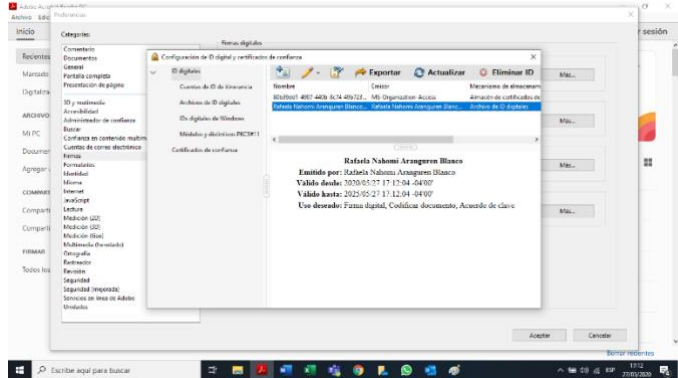 Preferencias
Archivo
Inicio
sesión
Categorías:
Firmas digitales
Comentario
Documentos
General
Pantalla completa
Presentación de página
3D y multimedia
Accesibilidad
Administrador de confianza
Buscar
Confianza en contenido multim
Cuentas de correo electrónico
Firmas
Formularios
Identidad
Idioma
Internet
JavaScript
Lectura
Medición (2D)
Medición (3D)
Medición (Geo)
Multimedia (heredado)
Ortografía
Rastreador
Revisión
Seguridad
Seguridad (mejorada)
Servicios en línea de Adobe
Unidades
Configuración de ID digital y certificados de confianza
ID digitales
Cuentas de ID de itinerancia
Archivos de ID digitales
IDs digitales de Windows
Módulos y distintivos PKCS#11
Certificados de confianza
Exportar
Actualizar
Eliminar ID
Nombre Emisor Mecanismo de almacenam
MS-Organization-Access Almacén de certificados de
Rafaela Nahomi Aranguren Blanco... Rafaela Nahomi Aranguren Blanc... Archivo de ID digitales
Rafaela Nahomi Aranguren Blanco
Emitido por: Rafaela Nahomi Aranguren Blanco
Válido desde: 2020/05/27 17:12:04 -04'00'
Válido hasta: 2025/05/27 17:12:04 -04'00'
Uso deseado: Firma digital, Codificar documento, Acuerdo de clave
Más...
Más...
Más...
Más...
Recientes
Marcado
Digitaliza
ARCHIVO
Mi PC
Documen
Agregar
COMPART
Comparti
Comparti
FIRMAR
Todos los
Aceptar
Cancelar
Borrar recientes
Escribe aquí para buscar
ESP
17:12
27/05/2020